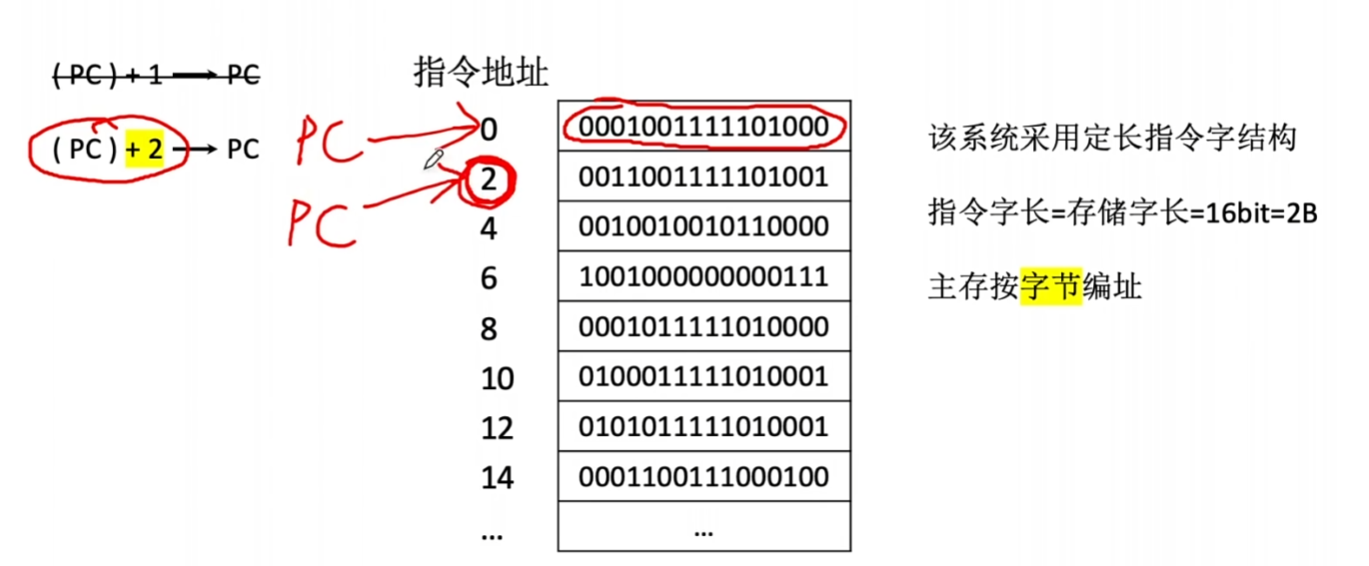 (PC)+1→PC
指令地址
(PC)+2→PC
PC
PC
0 0001001111101000
2 0011001111101001
4 0010010010110000
6 1001000000000111
8 0001011111010000
10 0100011111010001
12 0101011111010001
14 0001100111000100
... ...
该系统采用定长指令字结构
指令字长=存储字长=16bit=2B
主存按字节编址